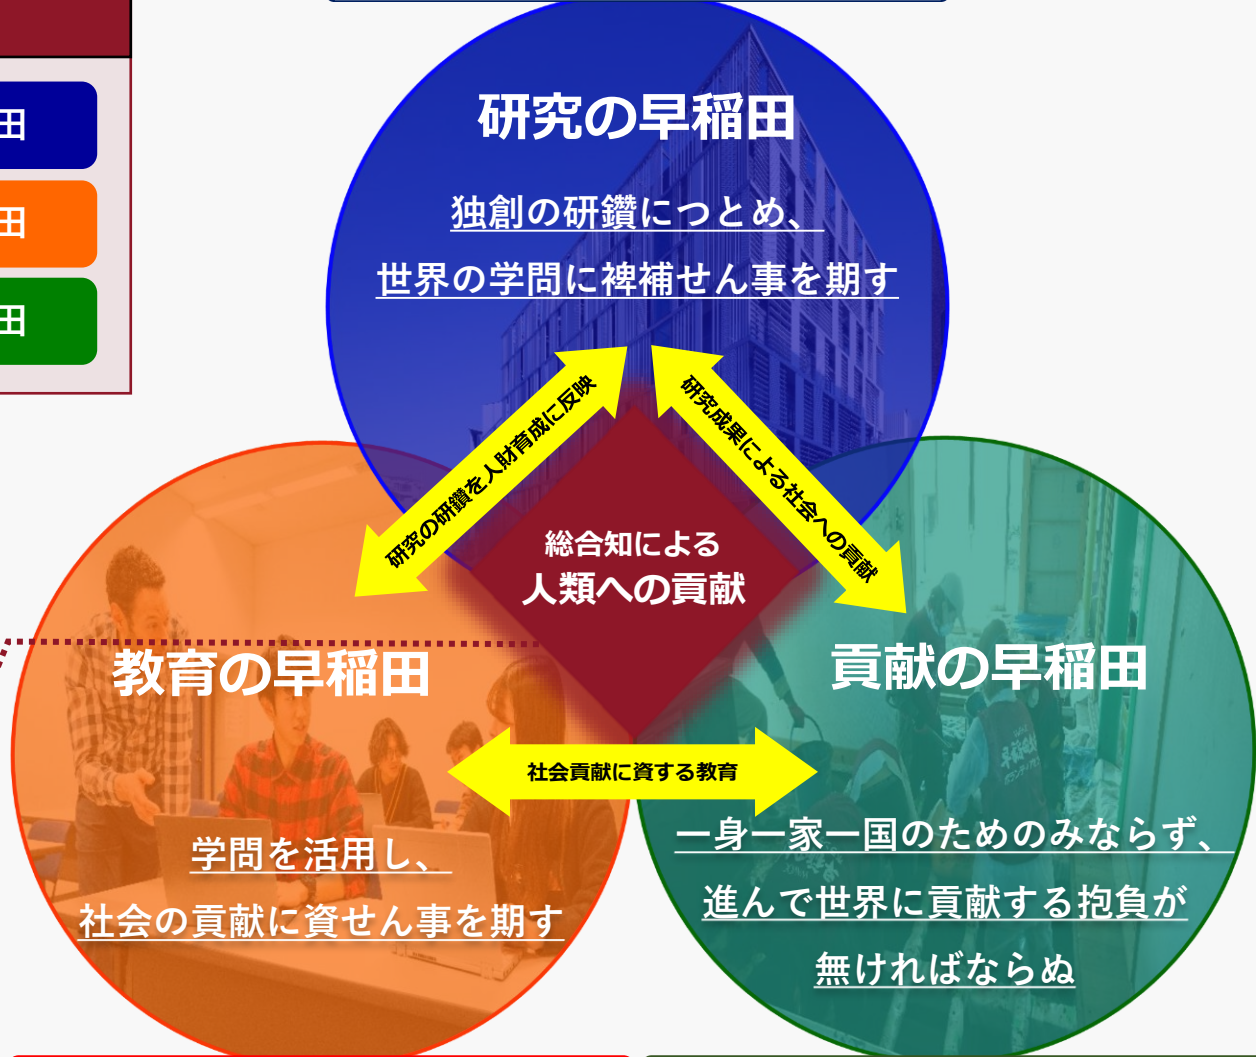 田
田
田
研究の早稲田
独創の研鑽につとめ、
世界の学問に裨補せん事を期す
研究の研鑽を人財育成に反映
研究成果による社会への貢献
総合知による
人類への貢献
教育の早稲田
学問を活用し、
社会の貢献に資せん事を期す
社会貢献に資する教育
貢献の早稲田
一身一家一国のためのみならず、
進んで世界に貢献する抱負が
無ければならぬ